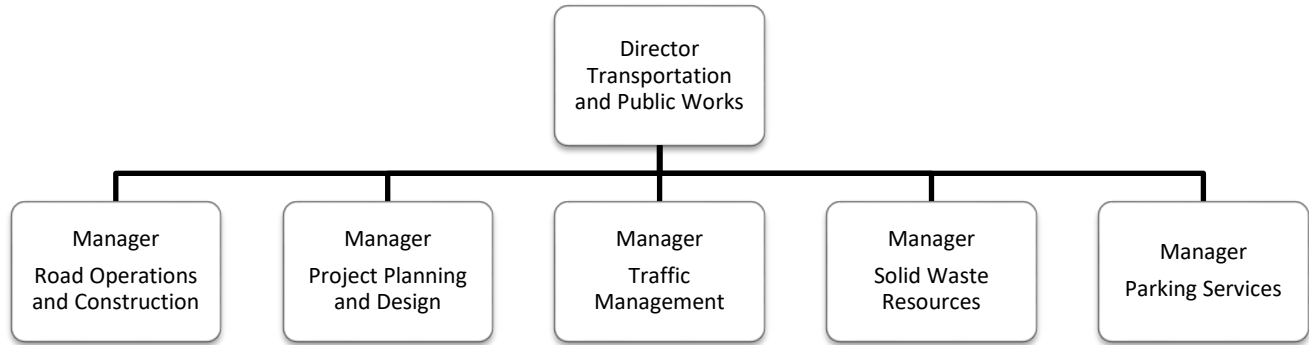 Director
Transportation
and Public Works
Manager
Road Operations
and Construction
Manager
Project Planning
and Design
Manager
Traffic
Management
Manager
Solid Waste
Resources
Manager
Parking Services